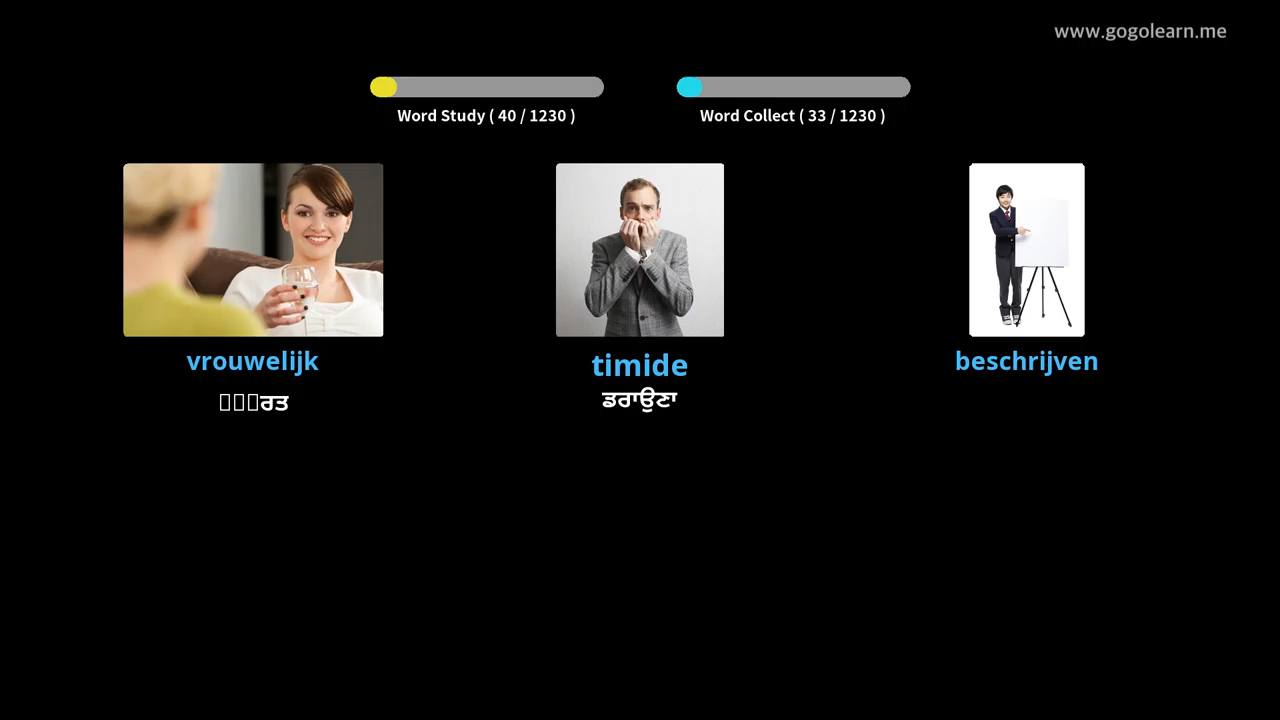 www.gogolearn.me
Word Study ( 40 / 1230 )
Word Collect ( 33 / 1230 )
vrouwelijk
timide
beschrijven
ਡਰਾਉਣਾ